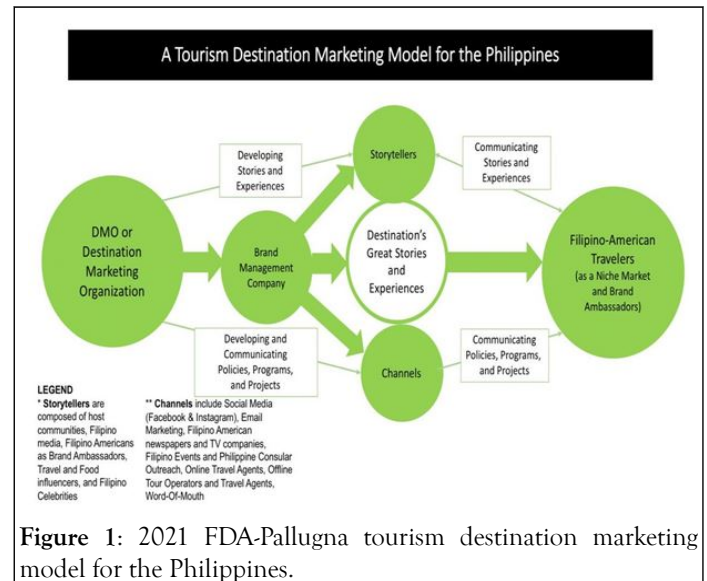 A Tourism Destination Marketing Model for the Philippines
Developing
Stories and
Experiences
Storytellers
Communicating
Stories and
Experiences
DMO or
Destination
Marketing
Organization
Brand
Management
Company
Destination's
Great Stories
and
Experiences
Filipino-American
Travelers
(as a Niche Market
and Brand
Ambassadors)
Developing and
Communicating
Policies, Programs,
and Projects
Channels
Communicating
Policies, Programs,
and Projects
LEGEND
* Storytellers are
composed of host
communities, Filipino
media, Filipino Americans
as Brand Ambassadors,
Travel and Food
influencers, and Filipino
Celebrities
** Channels include Social Media
(Facebook & Instagram), Email
Marketing, Filipino American
newspapers and TV companies,
Filipino Events and Philippine Consular
Outreach, Online Travel Agents, Offline
Tour Operators and Travel Agents,
Word-Of-Mouth
Figure 1: 2021 FDA-Pallugna tourism destination marketing
model for the Philippines.